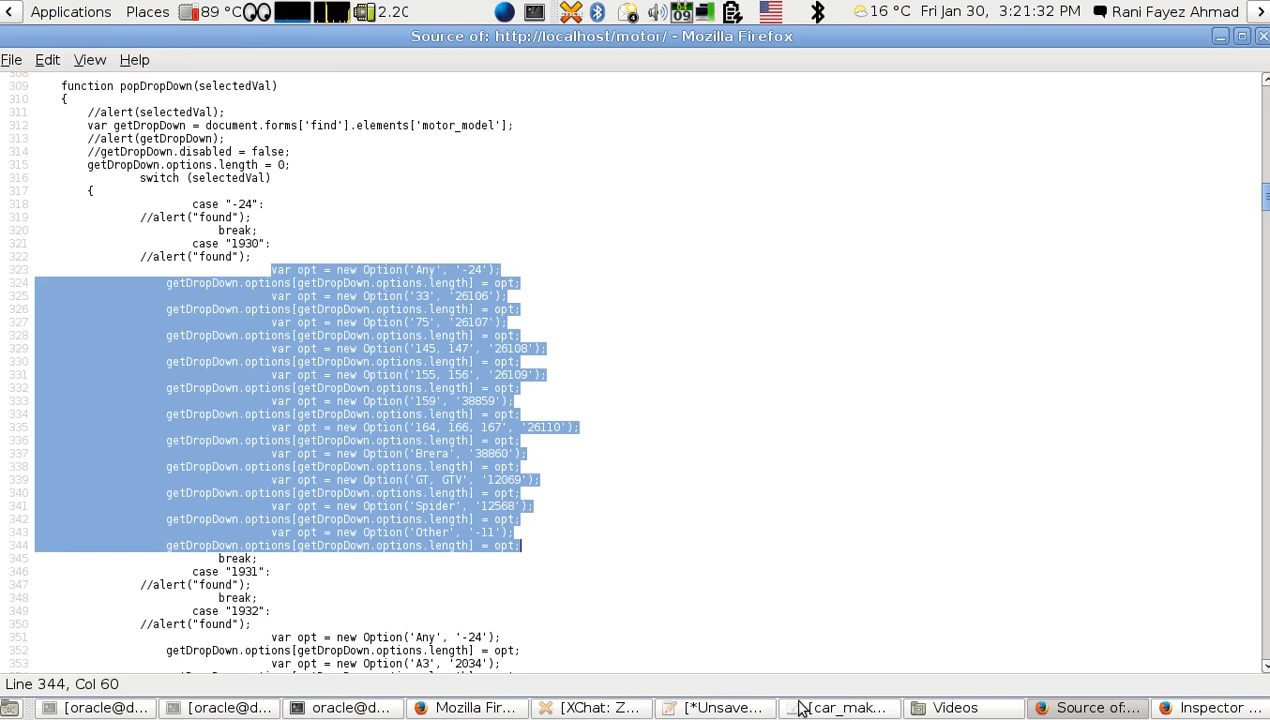 Applications Places 89 °C 2.20 09 16 °C Fri Jan 30, 3:21:32 PM Rani Fayez Ahmad
Source of: http://localhost/motor/ - Mozilla Firefox
File Edit View Help
308
309 function popDropDown(selectedVal)
310 {
311 //alert(selectedVal);
312 var getDropDown = document.forms['find'].elements['motor_model'];
313 //alert(getDropDown);
314 //getDropDown.disabled = false;
315 getDropDown.options.length = 0;
316 switch (selectedVal)
317 {
318 case "-24":
319 //alert("found");
320 break;
321 case "1930":
322 //alert("found");
323 var opt = new Option('Any', '-24');
324 getDropDown.options[getDropDown.options.length] = opt;
325 var opt = new Option('33', '26106');
326 getDropDown.options[getDropDown.options.length] = opt;
327 var opt = new Option('75', '26107');
328 getDropDown.options[getDropDown.options.length] = opt;
329 var opt = new Option('145, 147', '26108');
330 getDropDown.options[getDropDown.options.length] = opt;
331 var opt = new Option('155, 156', '26109');
332 getDropDown.options[getDropDown.options.length] = opt;
333 var opt = new Option('159', '38859');
334 getDropDown.options[getDropDown.options.length] = opt;
335 var opt = new Option('164, 166, 167', '26110');
336 getDropDown.options[getDropDown.options.length] = opt;
337 var opt = new Option('Brera', '38860');
338 getDropDown.options[getDropDown.options.length] = opt;
339 var opt = new Option('GT, GTV', '12069');
340 getDropDown.options[getDropDown.options.length] = opt;
341 var opt = new Option('Spider', '12568');
342 getDropDown.options[getDropDown.options.length] = opt;
343 var opt = new Option('Other', '-11');
344 getDropDown.options[getDropDown.options.length] = opt;
345 break;
346 case "1931":
347 //alert("found");
348 break;
349 case "1932":
350 //alert("found");
351 var opt = new Option('Any', '-24');
352 getDropDown.options[getDropDown.options.length] = opt;
353 var opt = new Option('A3', '2034');
Line 344, Col 60
[oracle@d... [oracle@d... oracle@d... Mozilla Fir... [XChat: Z... [*Unsave... [car_mak... Videos Source of:... Inspector ...